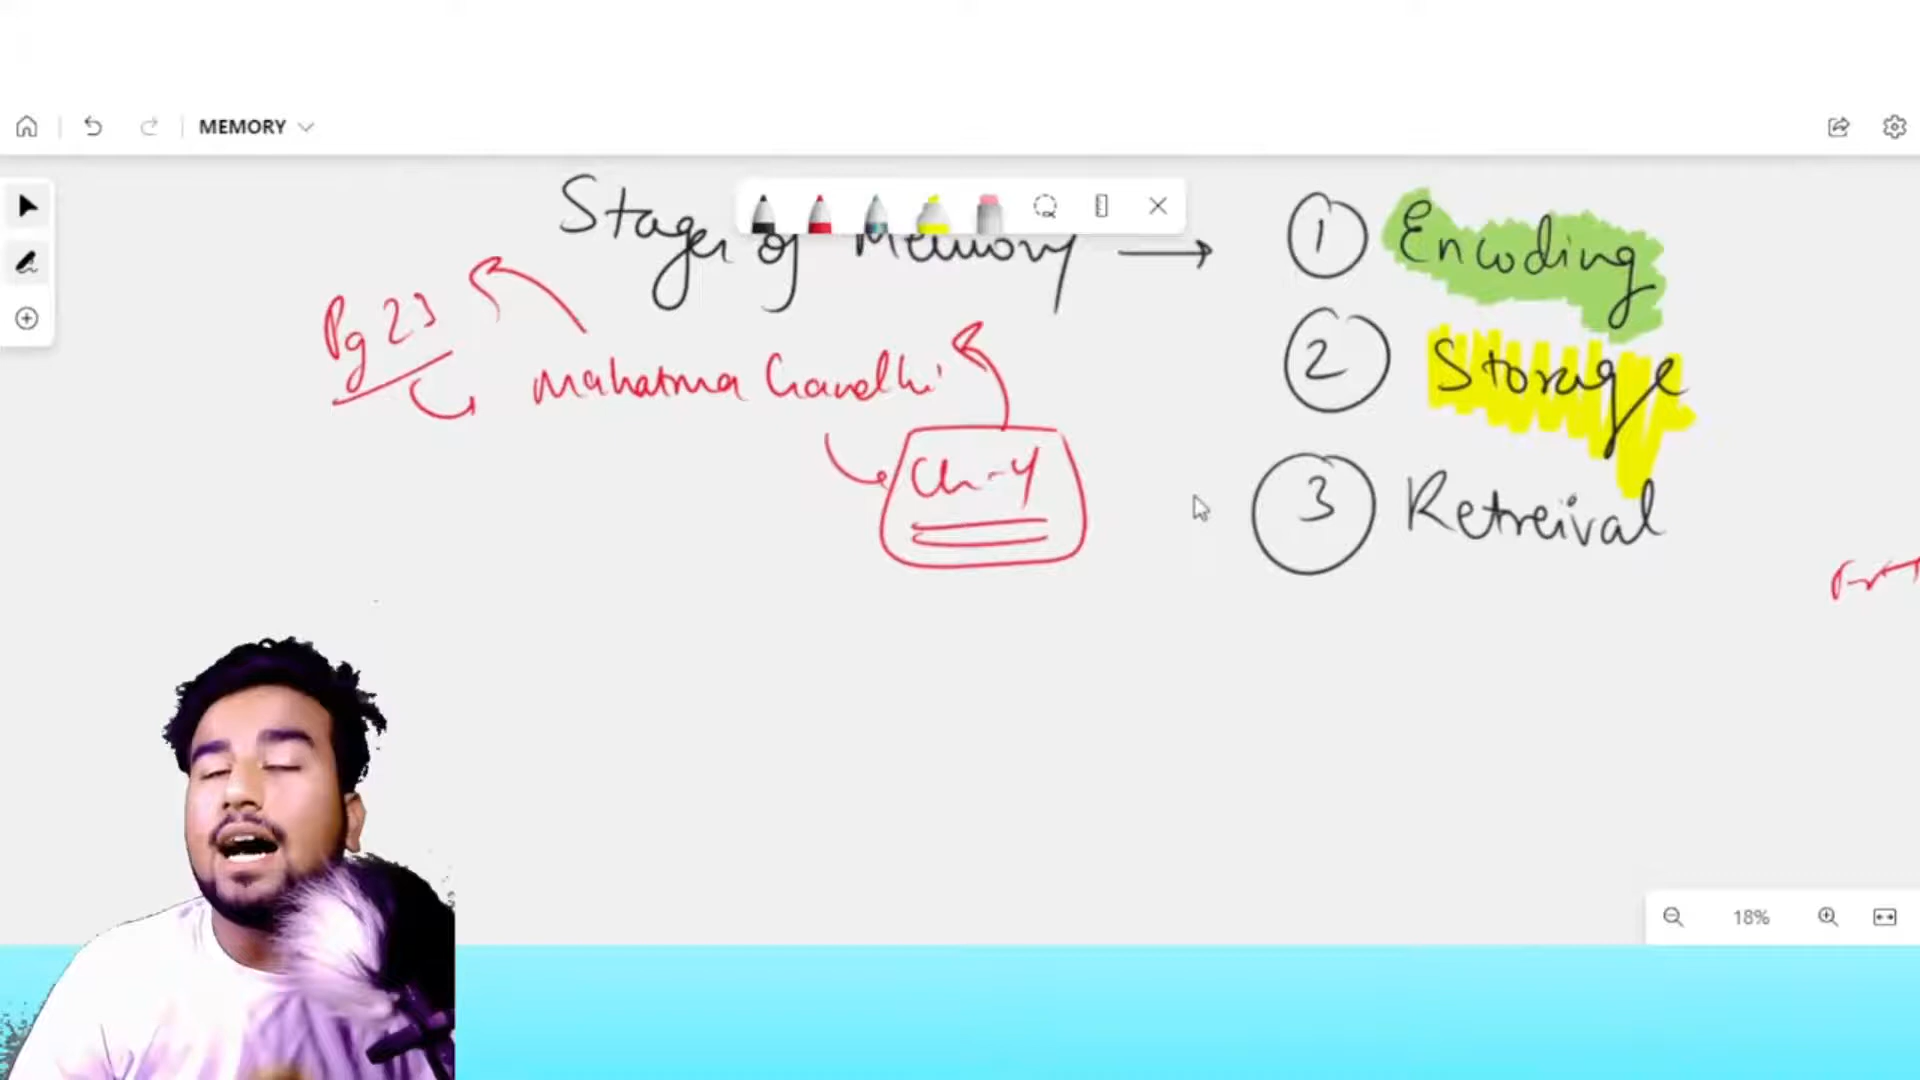 MEMORY
Stages of Memory →
① Encoding
② Storage
③ Retreival
Pg 23
Mahatma Gandhi
Ch-4
18%